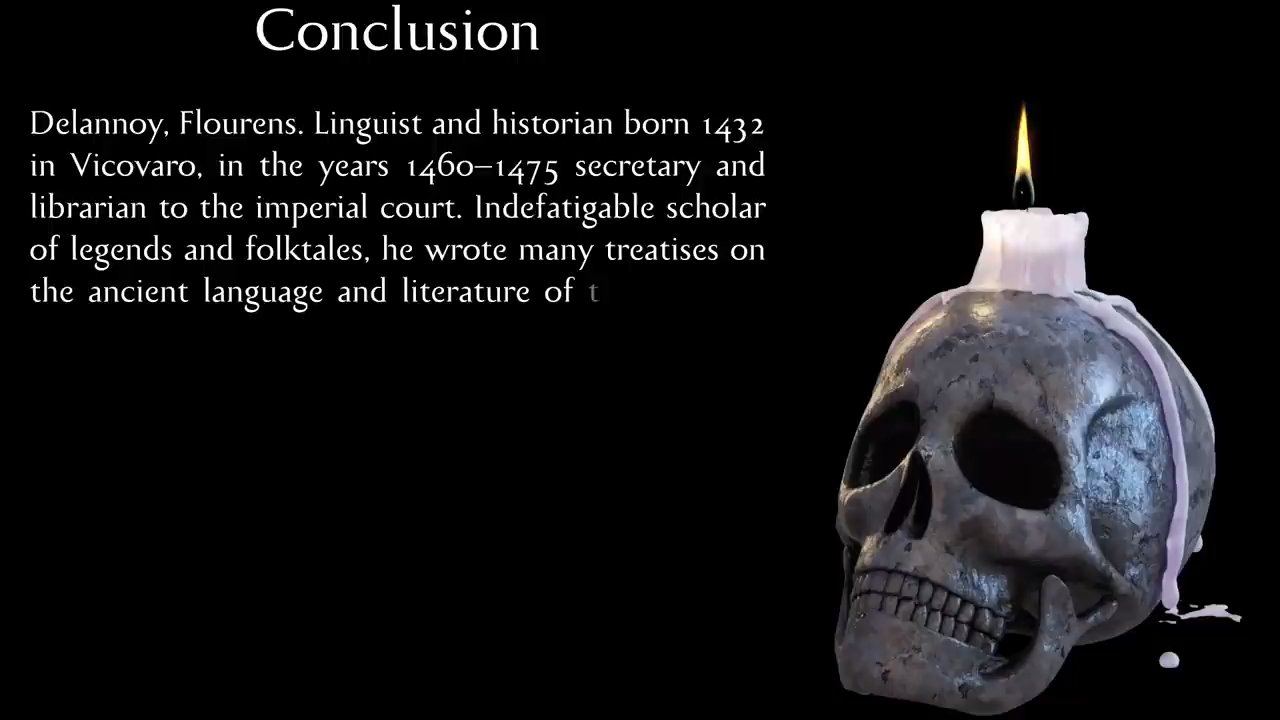 Conclusion
Delannoy, Flourens. Linguist and historian born 1432
in Vicovaro, in the years 1460–1475 secretary and
librarian to the imperial court. Indefatigable scholar
of legends and folktales, he wrote many treatises on
the ancient language and literature of t